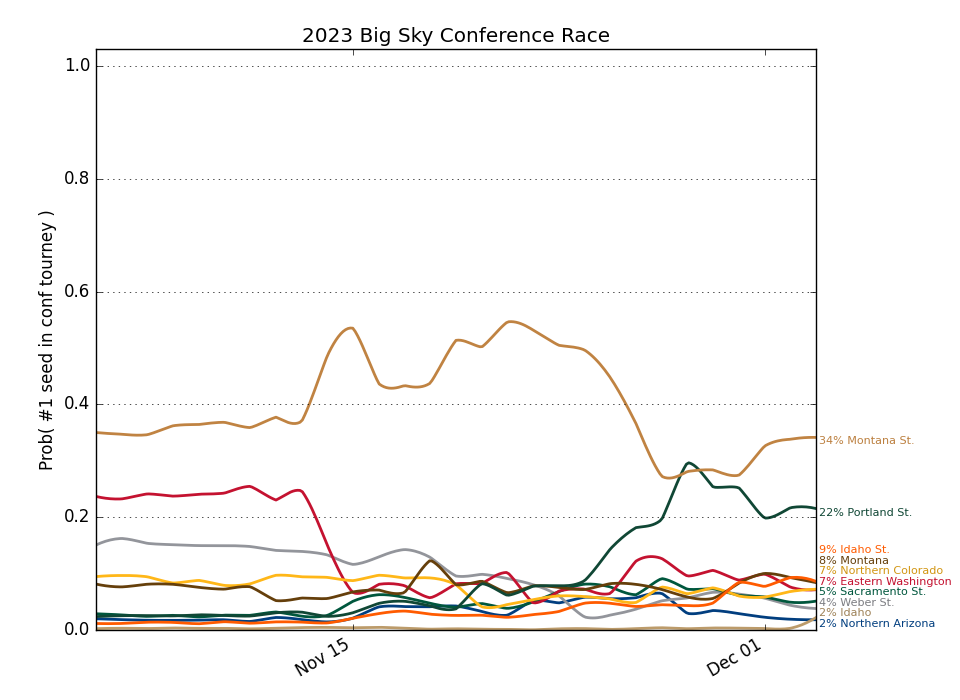 2023 Big Sky Conference Race
Prob( #1 seed in conf tourney )
1.0
0.8
0.6
0.4
0.2
0.0
Nov 15
Dec 01
34% Montana St.
22% Portland St.
9% Idaho St.
8% Montana
7% Northern Colorado
7% Eastern Washington
5% Sacramento St.
4% Weber St.
2% Idaho
2% Northern Arizona